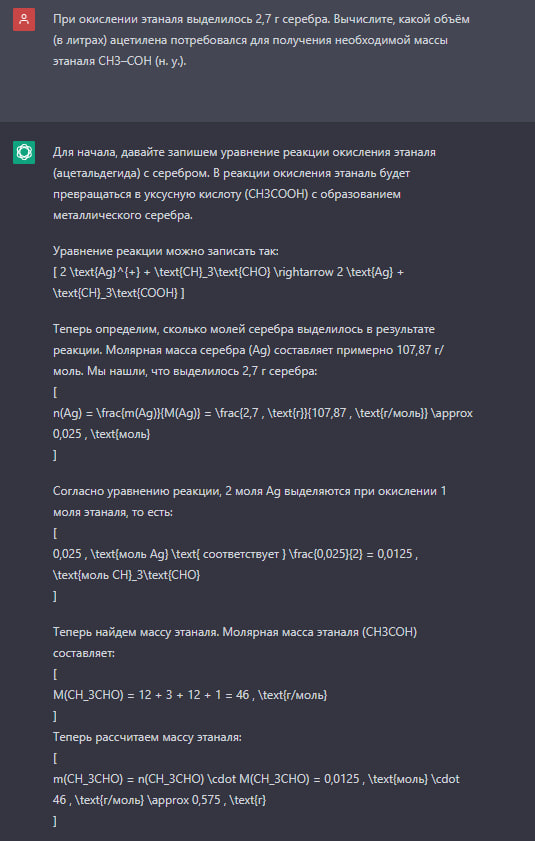 При окислении этаналя выделилось 2,7 г серебра. Вычислите, какой объём
(в литрах) ацетилена потребовался для получения необходимой массы
этаналя CH3–COH (н. у.).
Для начала, давайте запишем уравнение реакции окисления этаналя
(ацетальдегида) с серебром. В реакции окисления этаналь будет
превращаться в уксусную кислоту (CH3COOH) с образованием
металлического серебра.
Уравнение реакции можно записать так:
[ 2 \text{Ag}^{+} + \text{CH}_3\text{CHO} \rightarrow 2 \text{Ag} +
\text{CH}_3\text{COOH} ]
Теперь определим, сколько молей серебра выделилось в результате
реакции. Молярная масса серебра (Ag) составляет примерно 107,87 г/
моль. Мы нашли, что выделилось 2,7 г серебра:
[
n(Ag) = \frac{m(Ag)}{M(Ag)} = \frac{2,7 , \text{г}}{107,87 , \text{г/моль}} \approx
0,025 , \text{моль}
]
Согласно уравнению реакции, 2 моля Ag выделяются при окислении 1
моля этаналя, то есть:
[
0,025 , \text{моль Ag} \text{ соответствует } \frac{0,025}{2} = 0,0125 ,
\text{моль CH}_3\text{CHO}
]
Теперь найдем массу этаналя. Молярная масса этаналя (CH3COH)
составляет:
[
M(CH_3CHO) = 12 + 3 + 12 + 1 = 46 , \text{г/моль}
]
Теперь рассчитаем массу этаналя:
[
m(CH_3CHO) = n(CH_3CHO) \cdot M(CH_3CHO) = 0,0125 , \text{моль} \cdot
46 , \text{г/моль} \approx 0,575 , \text{г}
]